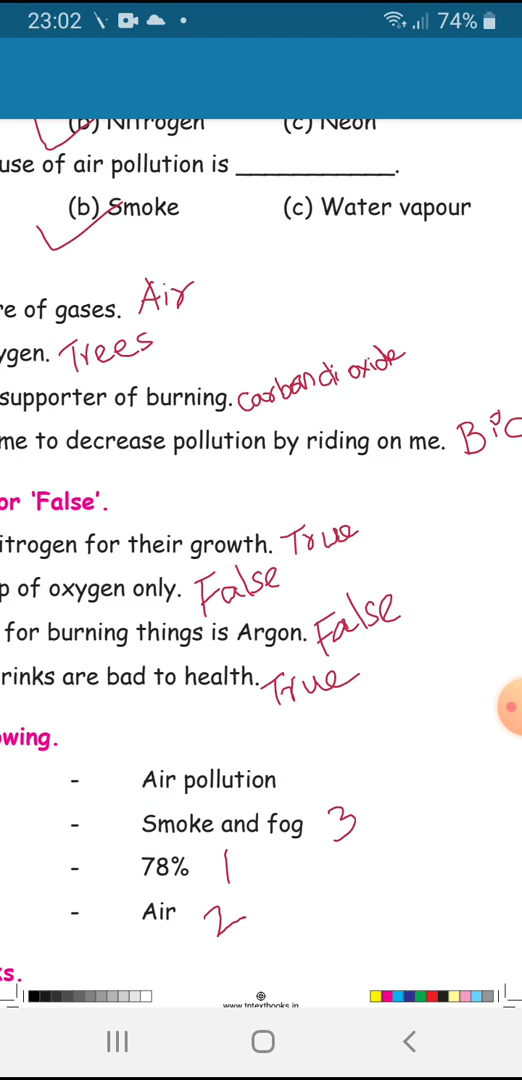 23:02 74%
(b) Nitrogen (c) Neon
use of air pollution is ____________.
(b) Smoke (c) Water vapour
re of gases. Air
ygen. Trees
supporter of burning. Carbondi oxide
me to decrease pollution by riding on me. Bic
or 'False'.
itrogen for their growth. True
p of oxygen only. False
for burning things is Argon. False
rinks are bad to health. True
owing.
- Air pollution
- Smoke and fog 3
- 78% 1
- Air 2
ks.
www.tntextbooks.in